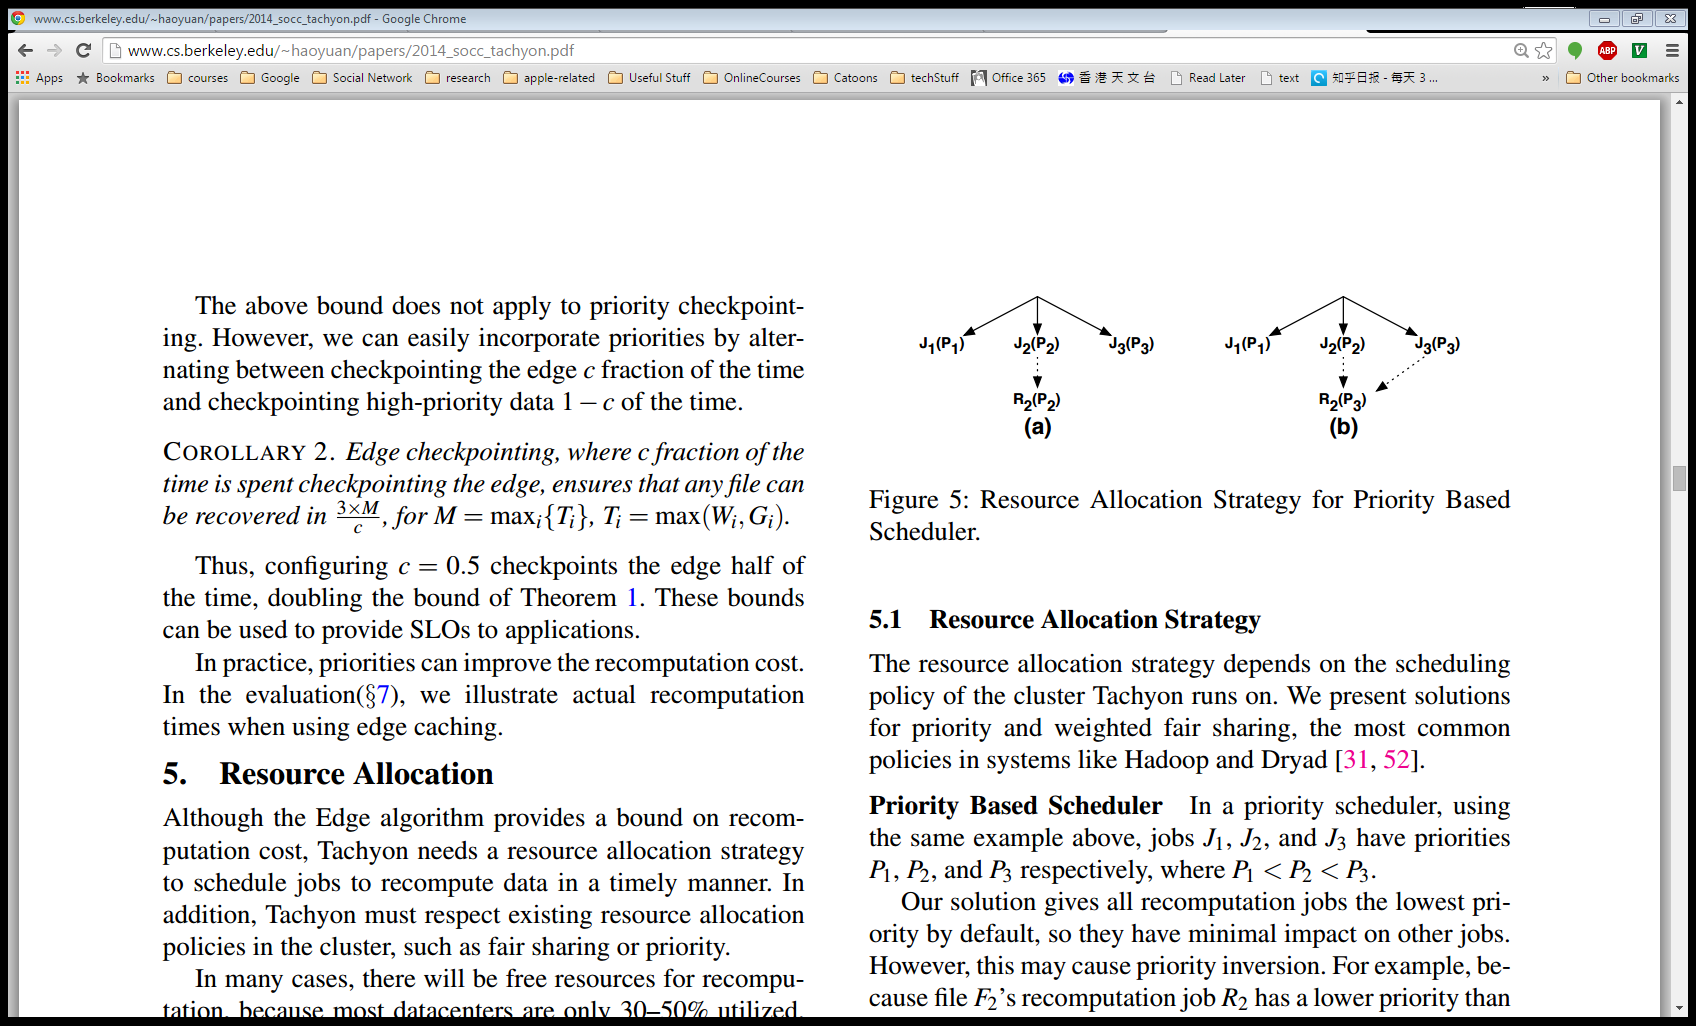 www.cs.berkeley.edu/~haoyuan/papers/2014_socc_tachyon.pdf - Google Chrome
www.cs.berkeley.edu/~haoyuan/papers/2014_socc_tachyon.pdf
ABP
V
Apps Bookmarks courses Google Social Network research apple-related Useful Stuff OnlineCourses Catoons techStuff Office 365 香港天文台 Read Later text 知乎日报 - 每天 3 ... » Other bookmarks
The above bound does not apply to priority checkpoint-
ing. However, we can easily incorporate priorities by alter-
nating between checkpointing the edge c fraction of the time
and checkpointing high-priority data 1 − c of the time.
COROLLARY 2. Edge checkpointing, where c fraction of the
time is spent checkpointing the edge, ensures that any file can
be recovered in 3×M/c, for M = maxi{Ti}, Ti = max(Wi, Gi).
Thus, configuring c = 0.5 checkpoints the edge half of
the time, doubling the bound of Theorem 1. These bounds
can be used to provide SLOs to applications.
In practice, priorities can improve the recomputation cost.
In the evaluation(§7), we illustrate actual recomputation
times when using edge caching.
5. Resource Allocation
Although the Edge algorithm provides a bound on recom-
putation cost, Tachyon needs a resource allocation strategy
to schedule jobs to recompute data in a timely manner. In
addition, Tachyon must respect existing resource allocation
policies in the cluster, such as fair sharing or priority.
In many cases, there will be free resources for recompu-
tation, because most datacenters are only 30–50% utilized.
J1(P1) J2(P2) J3(P3)
R2(P2)
(a)
J1(P1) J2(P2) J3(P3)
R2(P3)
(b)
Figure 5: Resource Allocation Strategy for Priority Based
Scheduler.
5.1 Resource Allocation Strategy
The resource allocation strategy depends on the scheduling
policy of the cluster Tachyon runs on. We present solutions
for priority and weighted fair sharing, the most common
policies in systems like Hadoop and Dryad [31, 52].
Priority Based Scheduler In a priority scheduler, using
the same example above, jobs J1, J2, and J3 have priorities
P1, P2, and P3 respectively, where P1 < P2 < P3.
Our solution gives all recomputation jobs the lowest pri-
ority by default, so they have minimal impact on other jobs.
However, this may cause priority inversion. For example, be-
cause file F2's recomputation job R2 has a lower priority than